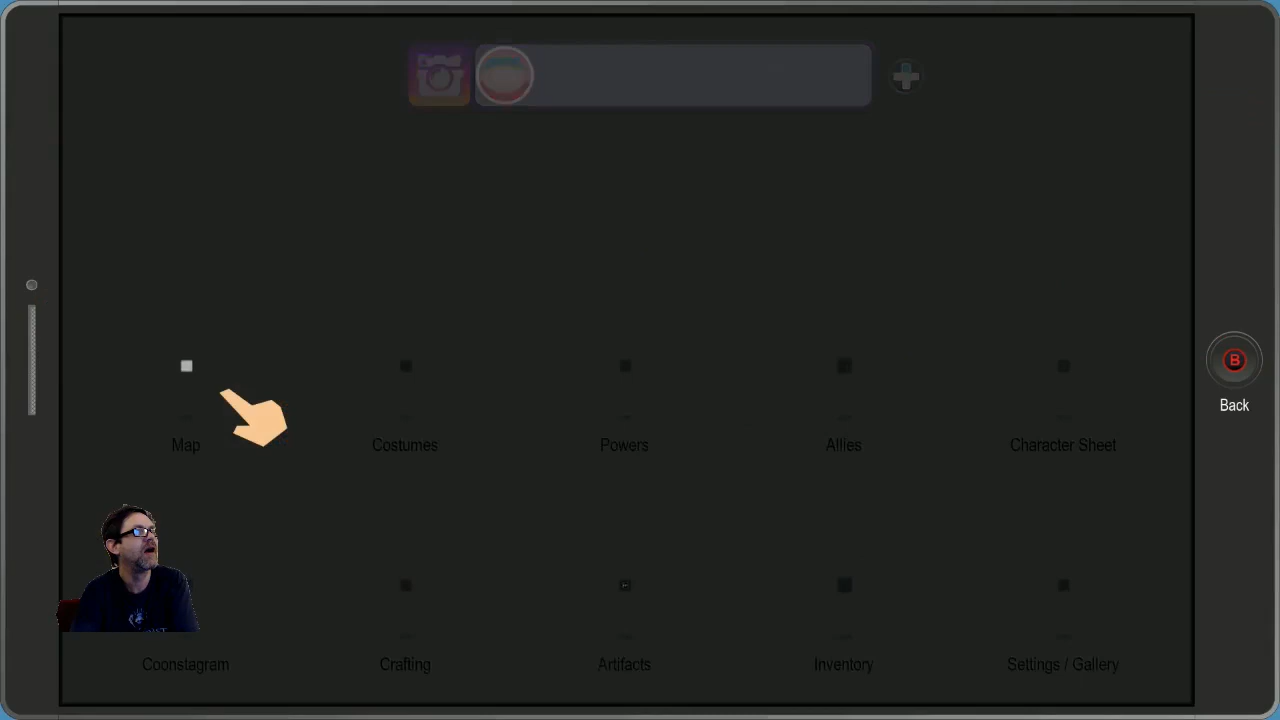 B
Back
Map
Costumes
Powers
Allies
Character Sheet
Coonstagram
Crafting
Artifacts
Inventory
Settings / Gallery